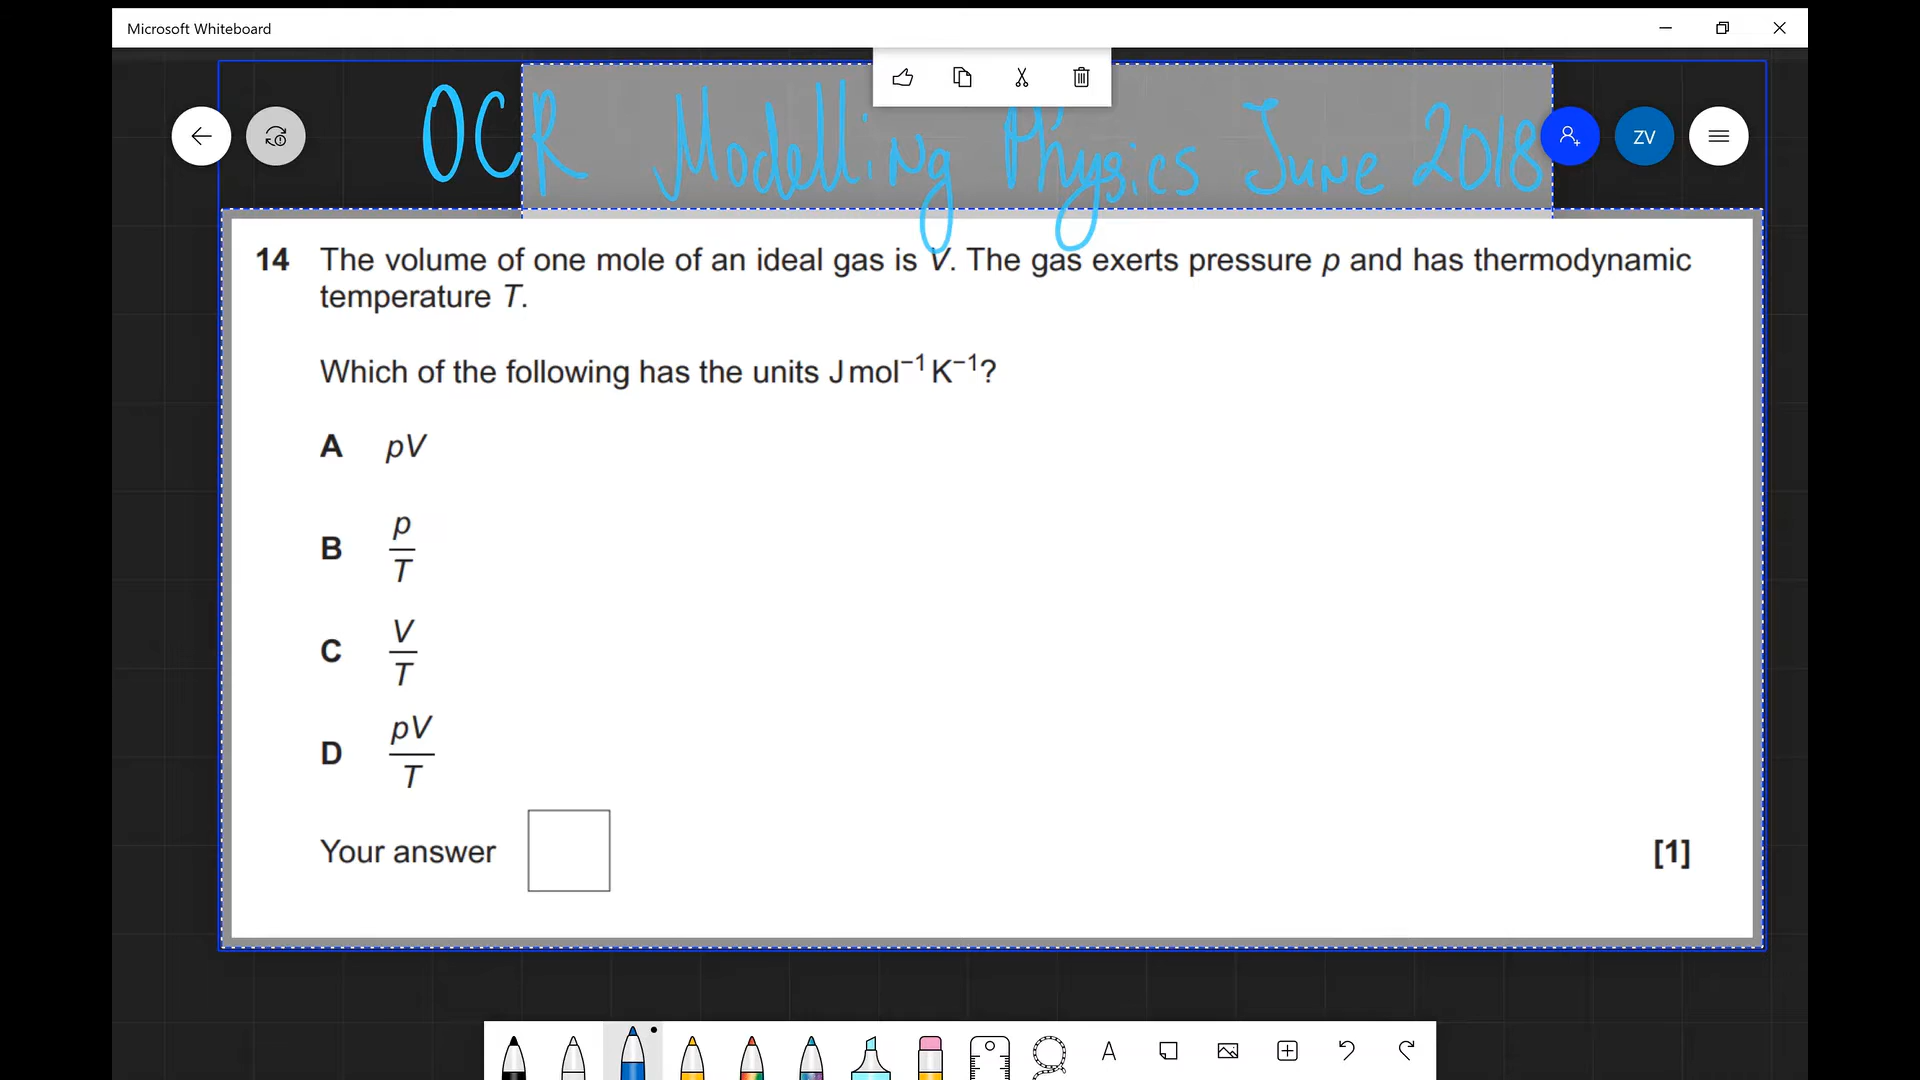 Microsoft Whiteboard
OCR Modelling Physics June 2018
ZV
14 The volume of one mole of an ideal gas is V. The gas exerts pressure p and has thermodynamic
temperature T.
Which of the following has the units J mol⁻¹ K⁻¹?
A pV
B p/T
C V/T
D pV/T
Your answer [1]
A